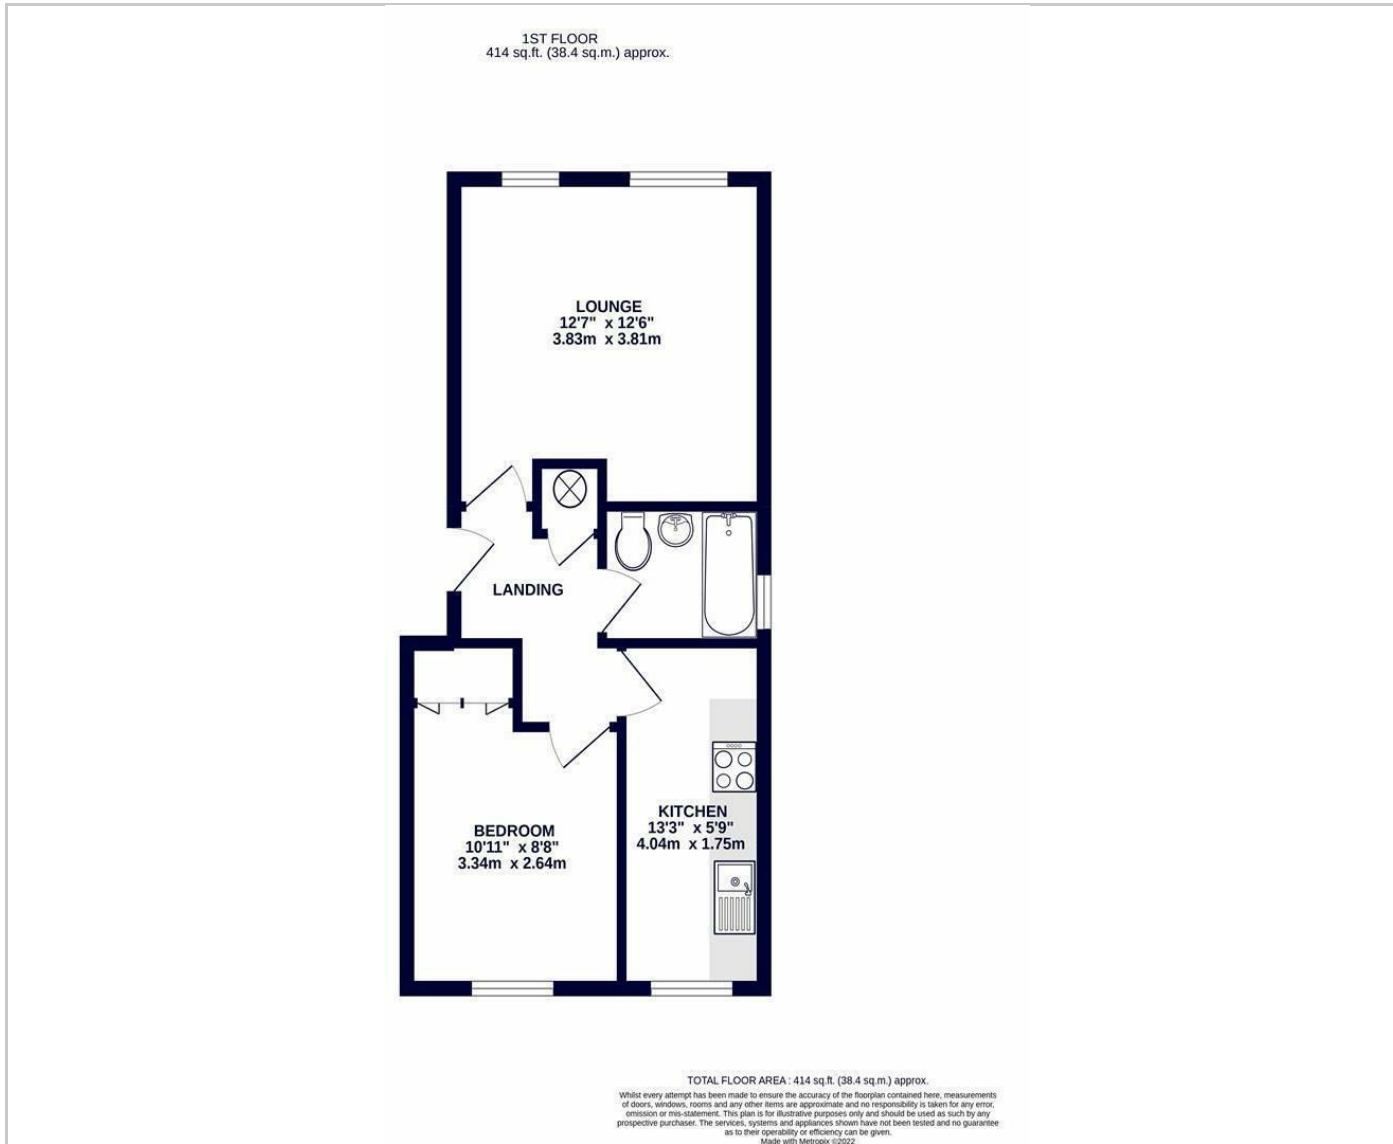 1ST FLOOR
414 sq.ft. (38.4 sq.m.) approx.
LOUNGE
12'7" x 12'6"
3.83m x 3.81m
LANDING
KITCHEN
13'3" x 5'9"
4.04m x 1.75m
BEDROOM
10'11" x 8'8"
3.34m x 2.64m
TOTAL FLOOR AREA : 414 sq.ft. (38.4 sq.m.) approx.
Whilst every attempt has been made to ensure the accuracy of the floorplan contained here, measurements
of doors, windows, rooms and any other items are approximate and no responsibility is taken for any error,
omission or mis-statement. This plan is for illustrative purposes only and should be used as such by any
prospective purchaser. The services, systems and appliances shown have not been tested and no guarantee
as to their operability or efficiency can be given.
Made with Metropix ©2022